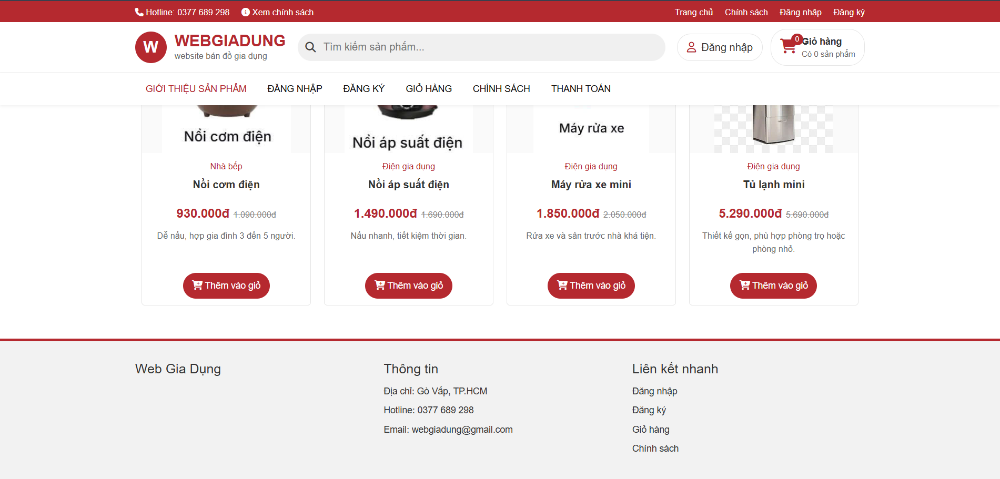 Hotline: 0377 689 298 Xem chính sách Trang chủ Chính sách Đăng nhập Đăng ký
W WEBGIADUNG
website bán đồ gia dụng
Tìm kiếm sản phẩm...
Đăng nhập
0 Giỏ hàng
Có 0 sản phẩm
GIỚI THIỆU SẢN PHẨM ĐĂNG NHẬP ĐĂNG KÝ GIỎ HÀNG CHÍNH SÁCH THANH TOÁN
Nồi cơm điện
Nhà bếp
Nồi cơm điện
930.000đ 1.090.000đ
Dễ nấu, hợp gia đình 3 đến 5 người.
Thêm vào giỏ
Nồi áp suất điện
Điện gia dụng
Nồi áp suất điện
1.490.000đ 1.690.000đ
Nấu nhanh, tiết kiệm thời gian.
Thêm vào giỏ
Máy rửa xe
Điện gia dụng
Máy rửa xe mini
1.850.000đ 2.050.000đ
Rửa xe và sân trước nhà khá tiện.
Thêm vào giỏ
Điện gia dụng
Tủ lạnh mini
5.290.000đ 5.690.000đ
Thiết kế gọn, phù hợp phòng trọ hoặc
phòng nhỏ.
Thêm vào giỏ
Web Gia Dụng
Thông tin
Địa chỉ: Gò Vấp, TP.HCM
Hotline: 0377 689 298
Email: webgiadung@gmail.com
Liên kết nhanh
Đăng nhập
Đăng ký
Giỏ hàng
Chính sách